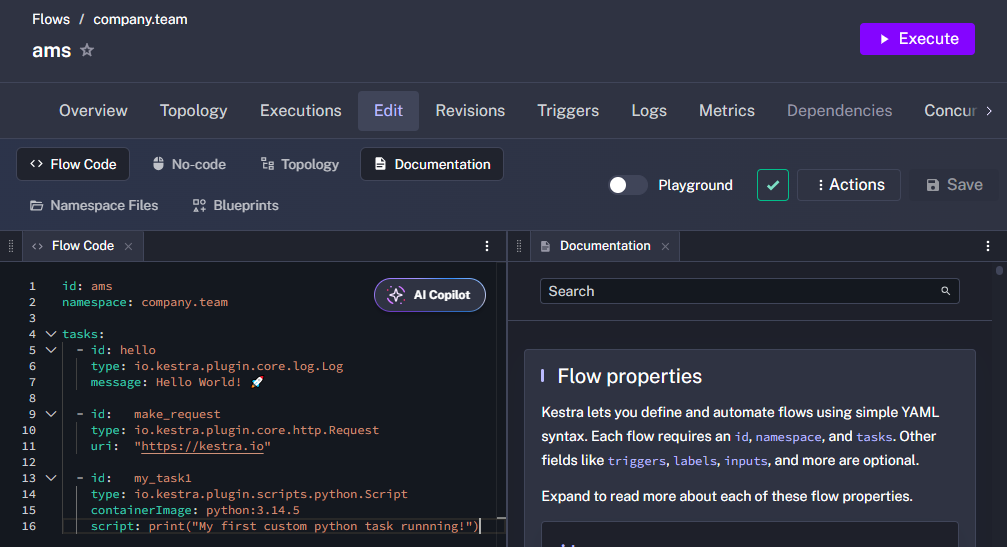 Flows / company.team
ams
Execute
Overview Topology Executions Edit Revisions Triggers Logs Metrics Dependencies
Flow Code No-code Topology Documentation
Playground Actions Save
Namespace Files Blueprints
Flow Code
Documentation
AI Copilot
1 id: ams
2 namespace: company.team
3
4 tasks:
5 - id: hello
6 type: io.kestra.plugin.core.log.Log
7 message: Hello World! 🚀
8
9 - id: make_request
10 type: io.kestra.plugin.core.http.Request
11 uri: "https://kestra.io"
12
13 - id: my_task1
14 type: io.kestra.plugin.scripts.python.Script
15 containerImage: python:3.14.5
16 script: print("My first custom python task runnning!")
Search
Flow properties
Kestra lets you define and automate flows using simple YAML
syntax. Each flow requires an id, namespace, and tasks. Other
fields like triggers, labels, inputs, and more are optional.
Expand to read more about each of these flow properties.